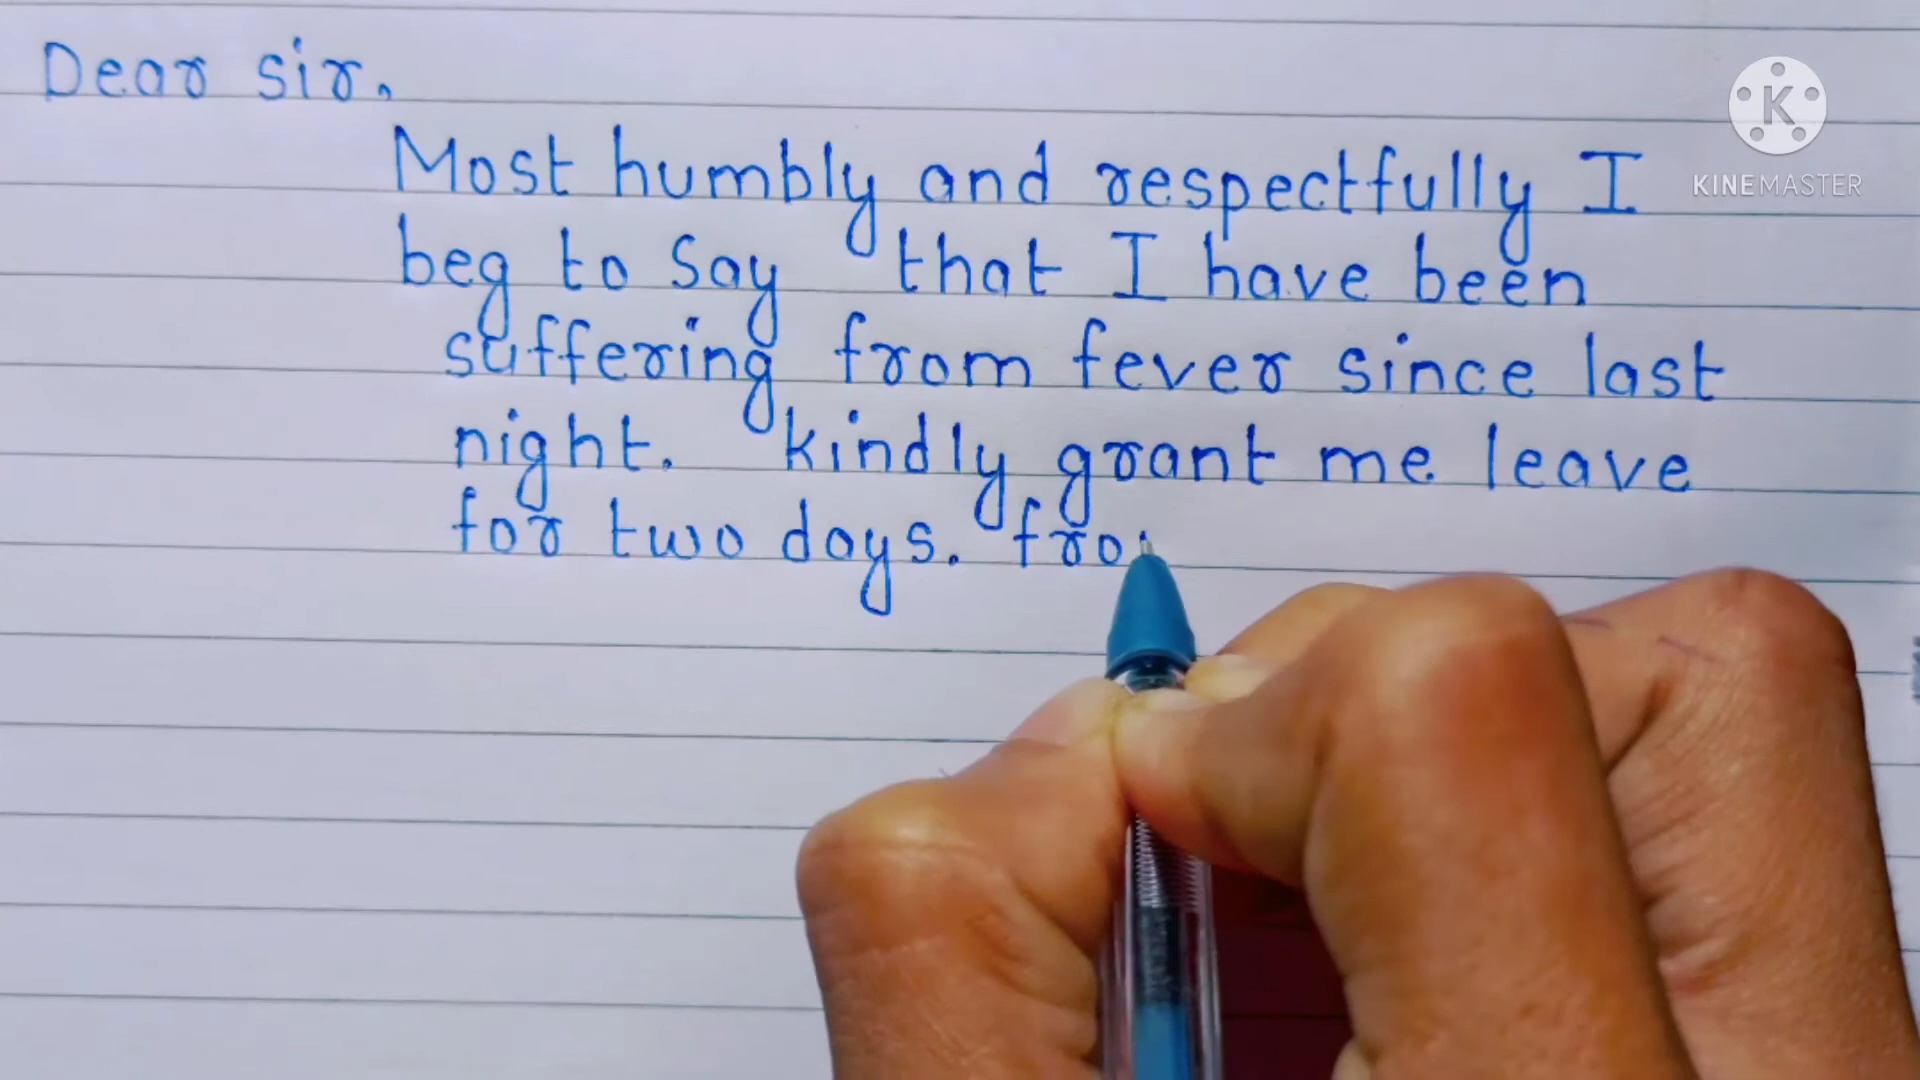 Dear sir,
Most humbly and respectfully I
beg to say that I have been
suffering from fever since last
night. kindly grant me leave
for two days. fro
KINEMASTER